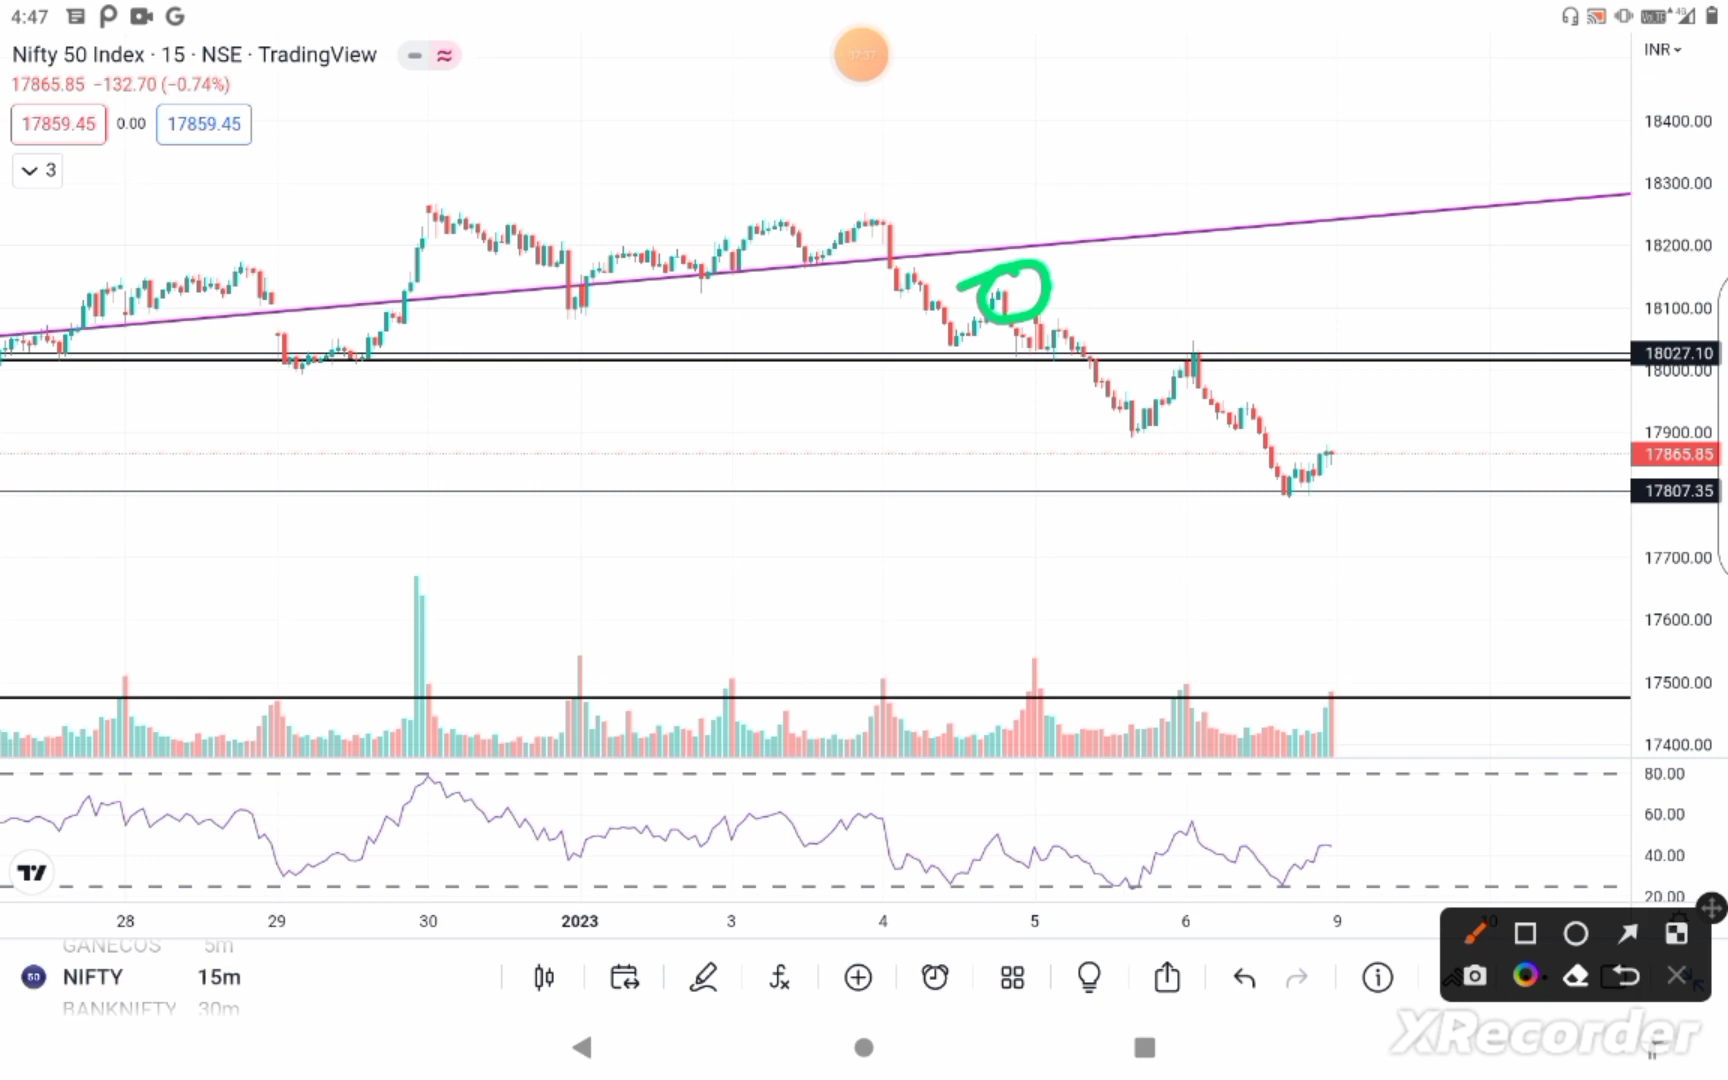 4:47
Nifty 50 Index · 15 · NSE · TradingView
INR
17865.85 −132.70 (−0.74%)
17859.45 0.00 17859.45
3
18400.00
18300.00
18200.00
18100.00
18027.10
18000.00
17900.00
17865.85
17807.35
17700.00
17600.00
17500.00
17400.00
80.00
60.00
40.00
20.00
28 29 30 2023 3 4 5 6 9 10
GANECOS 5m
50 NIFTY 15m
BANKNIFTY 30m
XRecorder